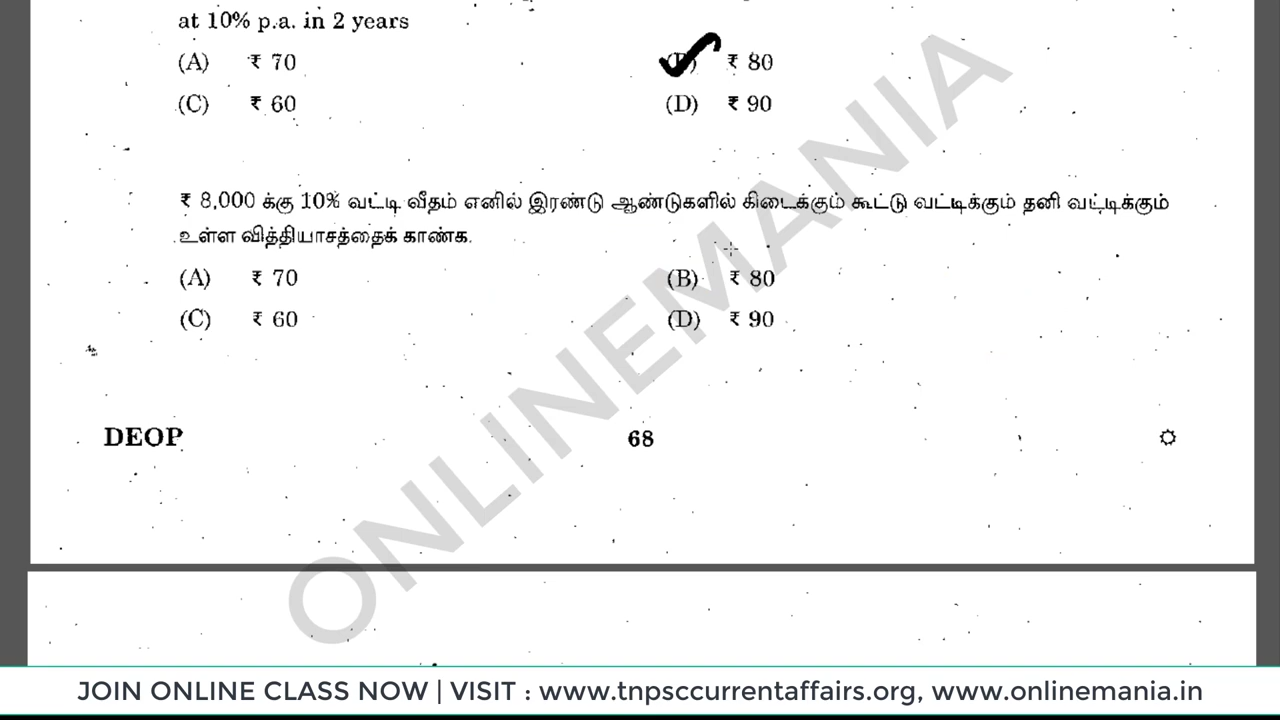 at 10% p.a. in 2 years
(A) ₹ 70
(B) ₹ 80
(C) ₹ 60
(D) ₹ 90
₹ 8,000 க்கு 10% வட்டி வீதம் எனில் இரண்டு ஆண்டுகளில் கிடைக்கும் கூட்டு வட்டிக்கும் தனி வட்டிக்கும்
உள்ள வித்தியாசத்தைக் காண்க.
(A) ₹ 70
(B) ₹ 80
(C) ₹ 60
(D) ₹ 90
DEOP 68
ONLINEMANIA
JOIN ONLINE CLASS NOW | VISIT : www.tnpsccurrentaffairs.org, www.onlinemania.in